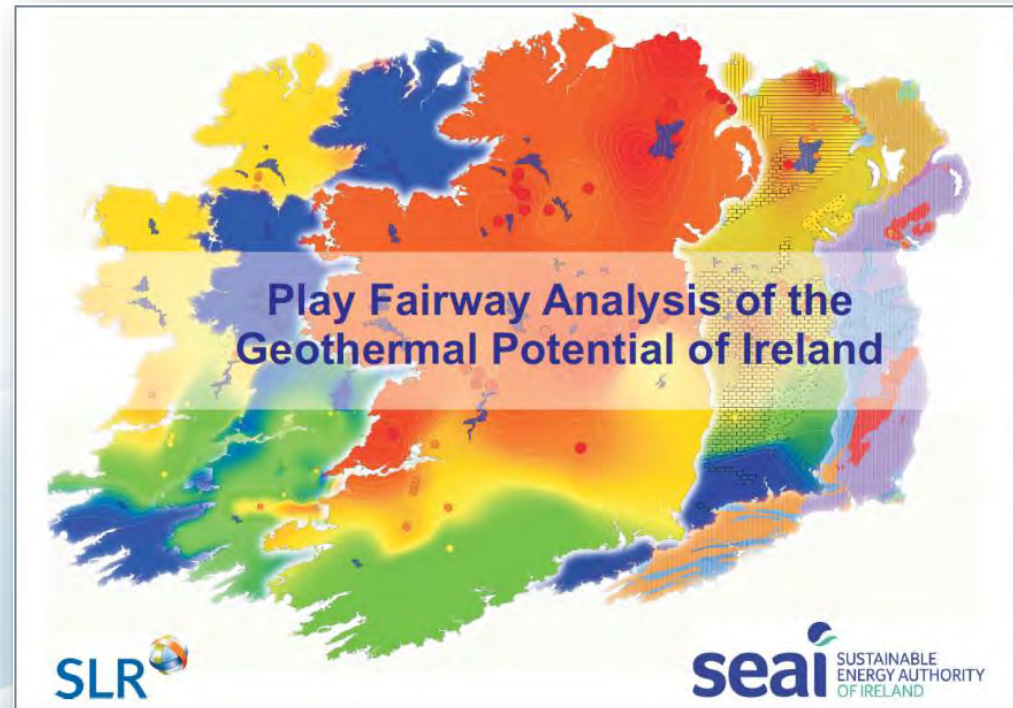 Play Fairway Analysis of the
Geothermal Potential of Ireland
SLR
seai SUSTAINABLE
ENERGY AUTHORITY
OF IRELAND